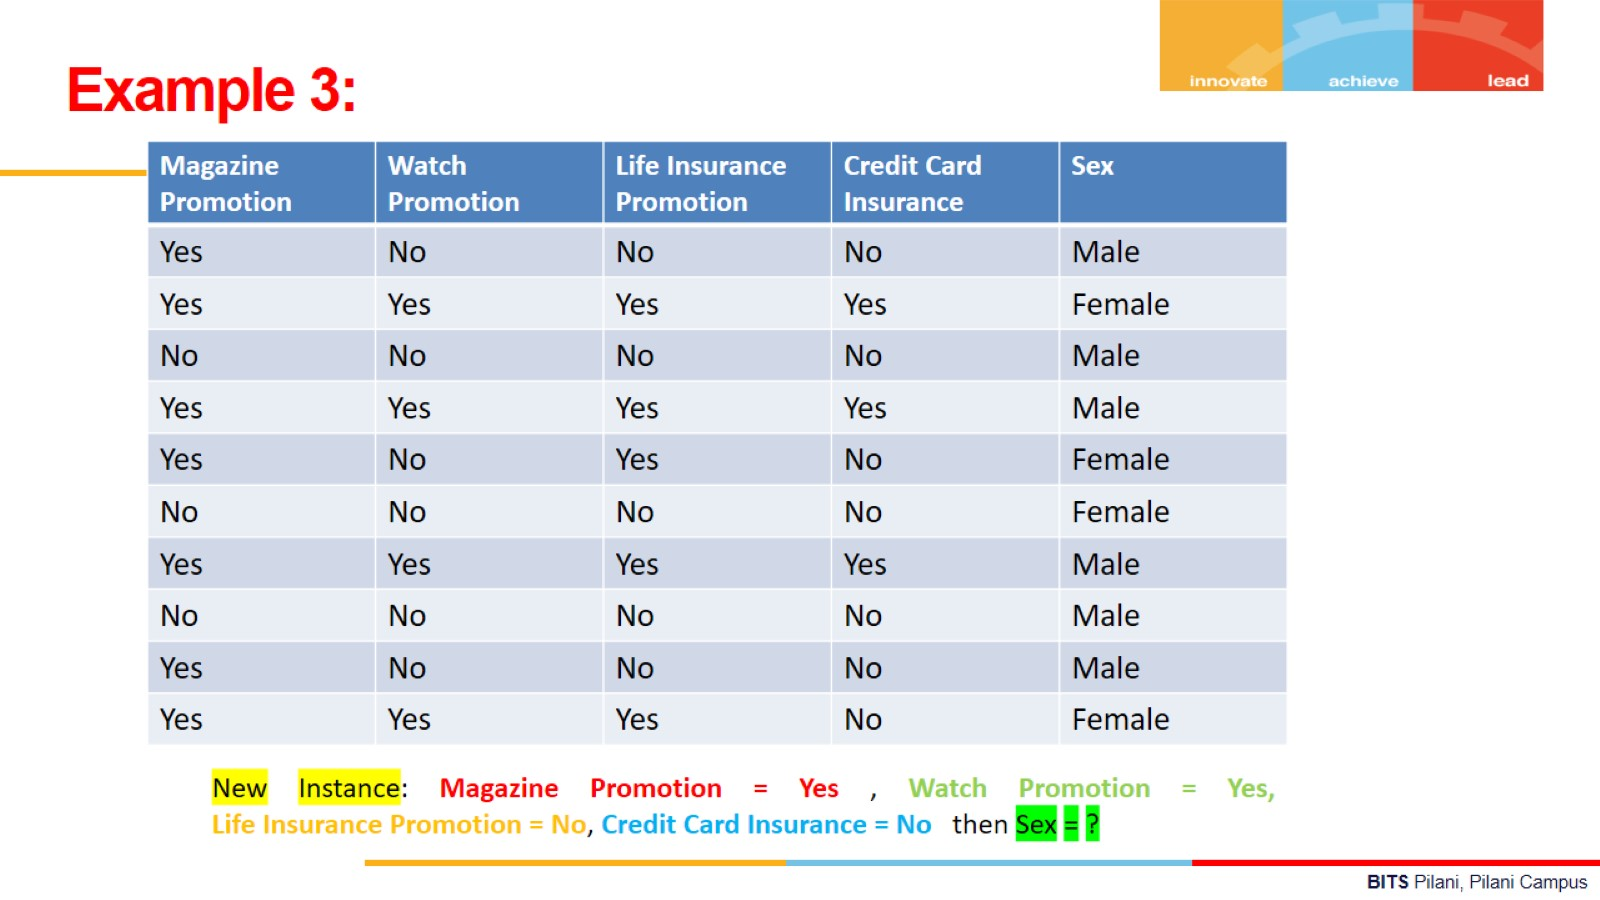 innovate achieve lead
Example 3:
Magazine Promotion Watch Promotion Life Insurance Promotion Credit Card Insurance Sex
Yes No No No Male
Yes Yes Yes Yes Female
No No No No Male
Yes Yes Yes Yes Male
Yes No Yes No Female
No No No No Female
Yes Yes Yes Yes Male
No No No No Male
Yes No No No Male
Yes Yes Yes No Female
New Instance: Magazine Promotion = Yes , Watch Promotion = Yes,
Life Insurance Promotion = No, Credit Card Insurance = No then Sex = ?
BITS Pilani, Pilani Campus